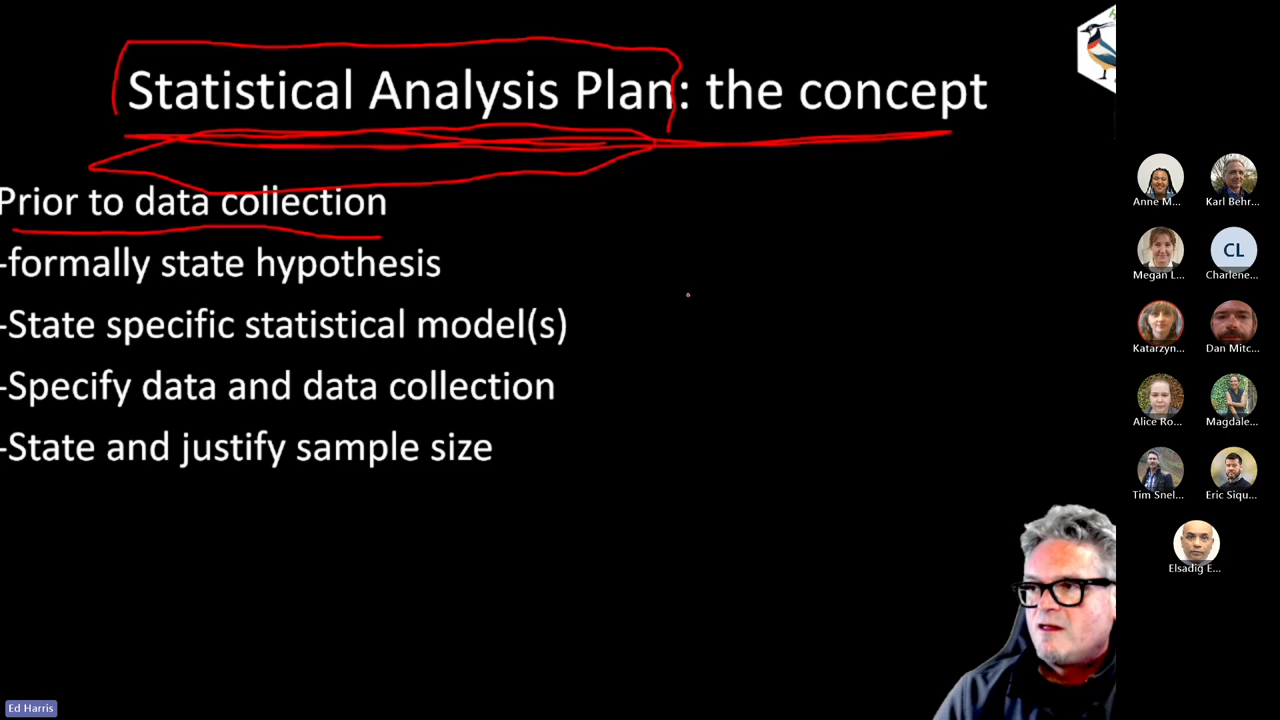 Statistical Analysis Plan: the concept
Prior to data collection
-formally state hypothesis
-State specific statistical model(s)
-Specify data and data collection
-State and justify sample size
Anne M...
Karl Behr...
Megan L...
CL
Charlene...
Katarzyn...
Dan Mitc...
Alice Ro...
Magdale...
Tim Snel...
Eric Siqu...
Elsadig E...
Ed Harris